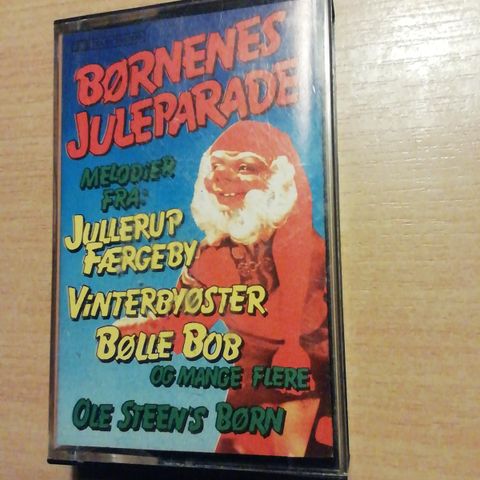 BØRNENES
JULEPARADE
MELODIER
FRA:
JULLERUP
FÆRGEBY
VINTERBYØSTER
BØLLE BOB
OG MANGE FLERE
OLE STEEN'S BØRN